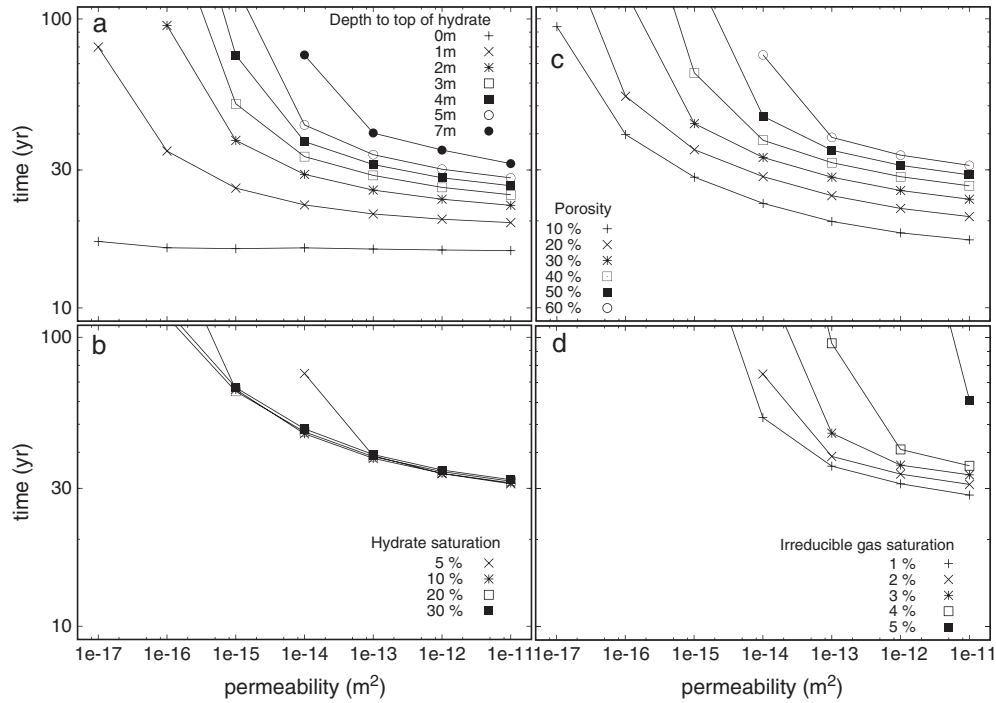 a
Depth to top of hydrate
0m
1m
2m
3m
4m
5m
7m
100
30
10
time (yr)
c
Porosity
10 %
20 %
30 %
40 %
50 %
60 %
b
100
30
10
time (yr)
Hydrate saturation
5 %
10 %
20 %
30 %
1e-17 1e-16 1e-15 1e-14 1e-13 1e-12 1e-11
permeability (m²)
d
Irreducible gas saturation
1 %
2 %
3 %
4 %
5 %
1e-17 1e-16 1e-15 1e-14 1e-13 1e-12 1e-11
permeability (m²)